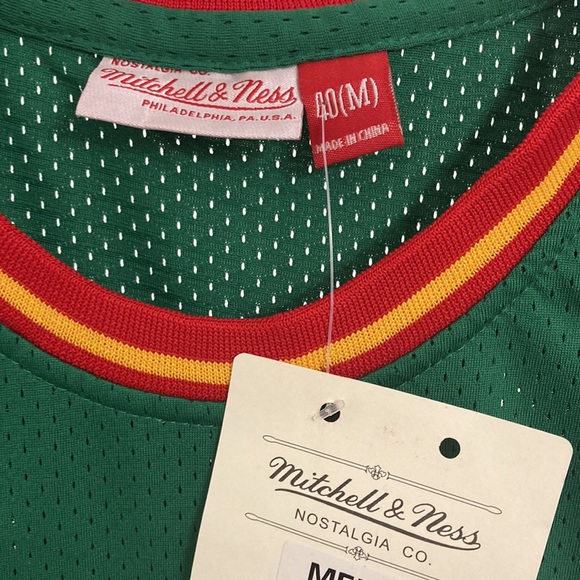 NOSTALGIA CO.
Mitchell & Ness
PHILADELPHIA, PA. U.S.A.
40(M)
MADE IN CHINA
Mitchell & Ness
NOSTALGIA CO.